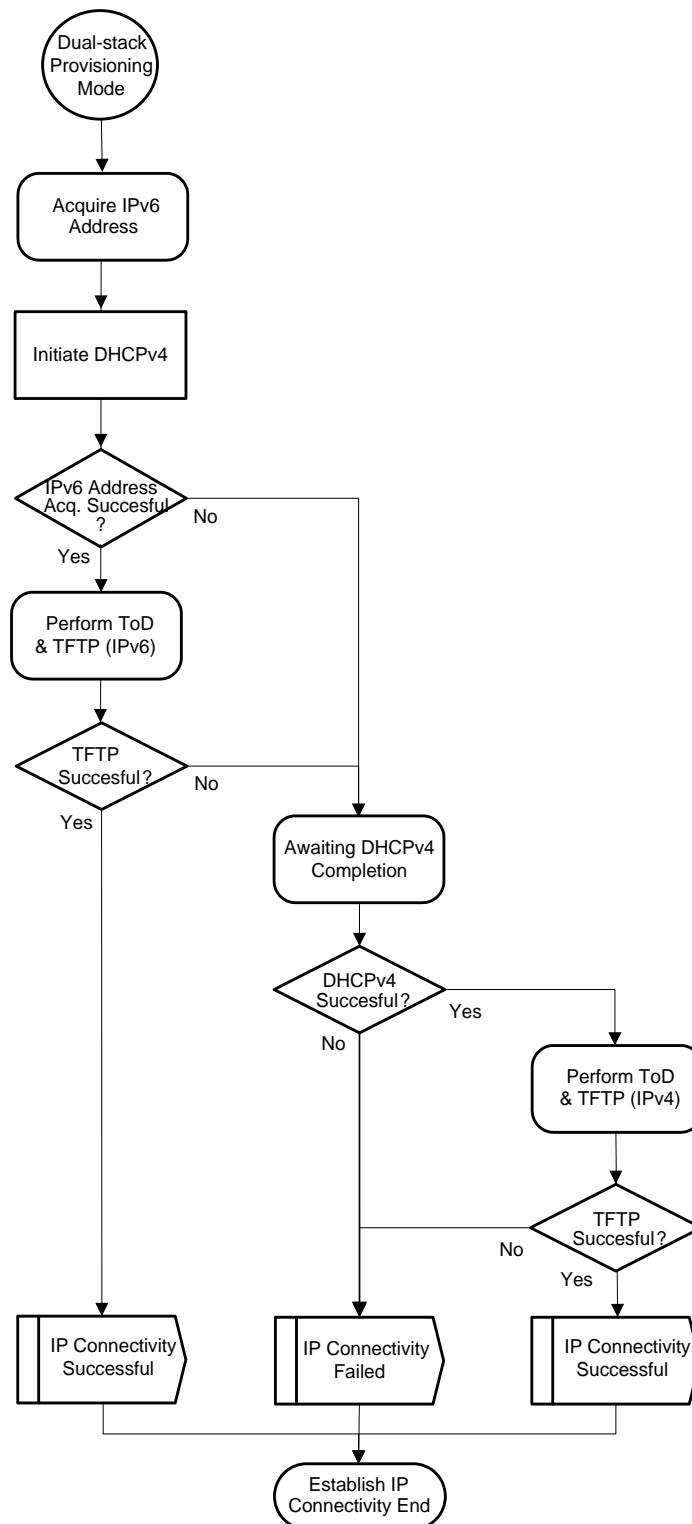 Dual-stack
Provisioning
Mode
Acquire IPv6
Address
Initiate DHCPv4
IPv6 Address
Acq. Succesful
?
No
Yes
Perform ToD
& TFTP (IPv6)
TFTP
Succesful?
No
Yes
Awaiting DHCPv4
Completion
DHCPv4
Succesful?
Yes
No
Perform ToD
& TFTP (IPv4)
TFTP
Succesful?
No
Yes
IP Connectivity
Successful
IP Connectivity
Failed
IP Connectivity
Successful
Establish IP
Connectivity End